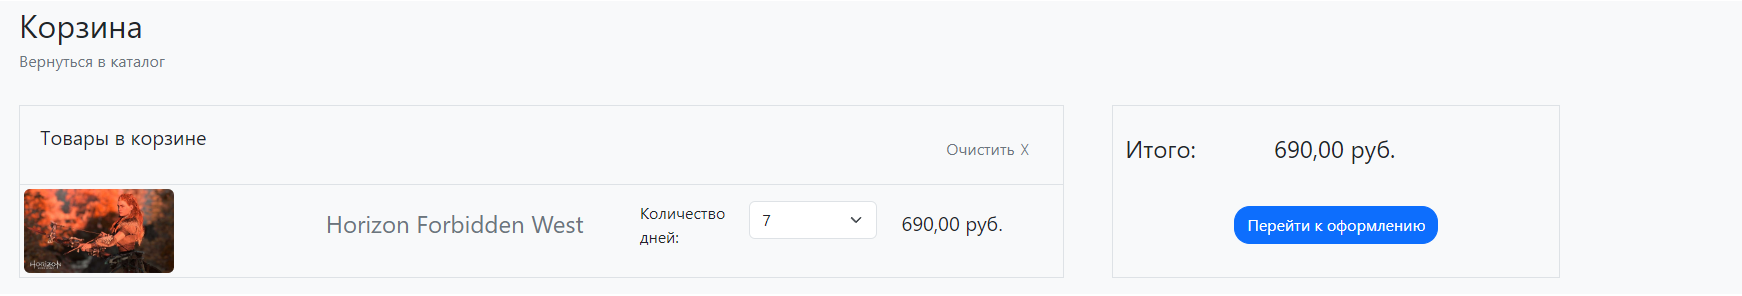 Корзина
Вернуться в каталог
Товары в корзине
Очистить X
Horizon Forbidden West
Количество
дней:
7
690,00 руб.
HORIZON
Итого:
690,00 руб.
Перейти к оформлению